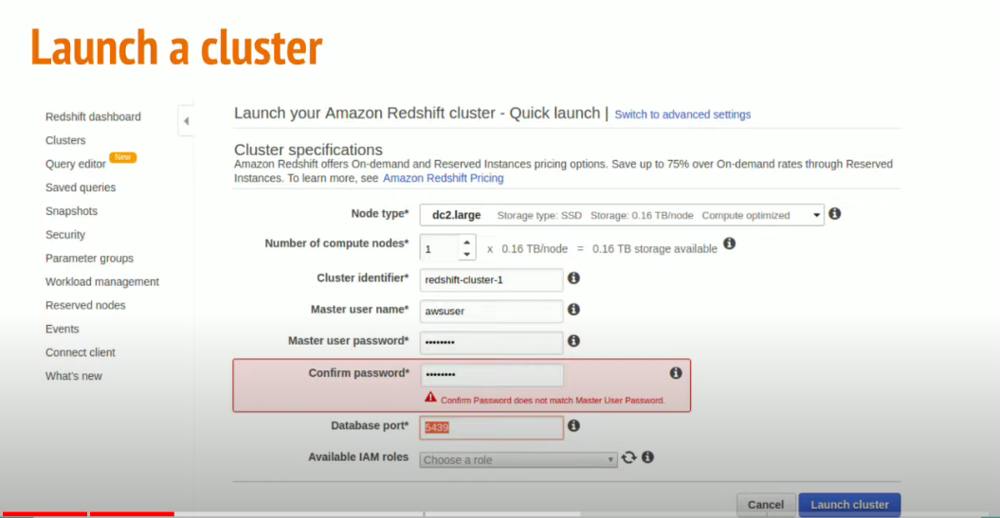 Launch a cluster
Redshift dashboard
Clusters
Query editor New
Saved queries
Snapshots
Security
Parameter groups
Workload management
Reserved nodes
Events
Connect client
What's new
Launch your Amazon Redshift cluster - Quick launch | Switch to advanced settings
Cluster specifications
Amazon Redshift offers On-demand and Reserved Instances pricing options. Save up to 75% over On-demand rates through Reserved
Instances. To learn more, see Amazon Redshift Pricing
Node type* dc2.large Storage type: SSD Storage: 0.16 TB/node Compute optimized
Number of compute nodes* 1 x 0.16 TB/node = 0.16 TB storage available
Cluster identifier* redshift-cluster-1
Master user name* awsuser
Master user password* ••••••••
Confirm password* ••••••••
Confirm Password does not match Master User Password.
Database port* 5439
Available IAM roles Choose a role
Cancel Launch cluster